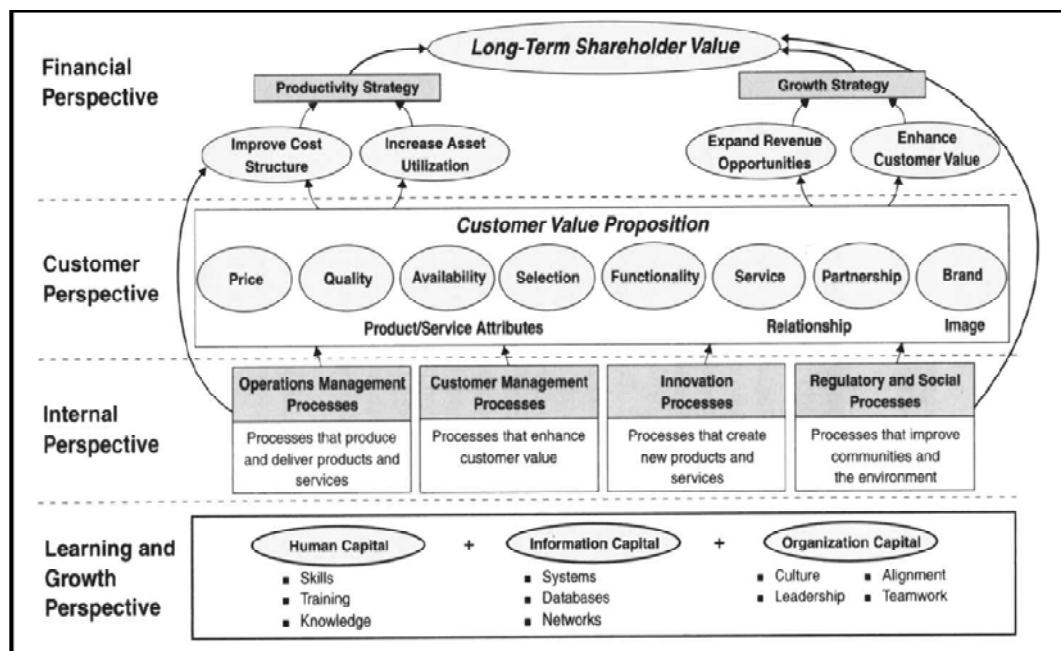 Long-Term Shareholder Value
Financial
Perspective
Productivity Strategy
Growth Strategy
Improve Cost
Structure
Increase Asset
Utilization
Expand Revenue
Opportunities
Enhance
Customer Value
Customer Value Proposition
Customer
Perspective
Price
Quality
Availability
Selection
Functionality
Service
Partnership
Brand
Product/Service Attributes
Relationship
Image
Internal
Perspective
Operations Management
Processes
Processes that produce
and deliver products and
services
Customer Management
Processes
Processes that enhance
customer value
Innovation
Processes
Processes that create
new products and
services
Regulatory and Social
Processes
Processes that improve
communities and
the environment
Learning and
Growth
Perspective
Human Capital
+
Information Capital
+
Organization Capital
■ Skills
■ Training
■ Knowledge
■ Systems
■ Databases
■ Networks
■ Culture
■ Leadership
■ Alignment
■ Teamwork